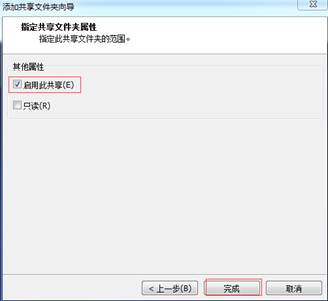 添加共享文件夹向导
指定共享文件夹属性
指定此共享文件夹的范围。
其他属性
启用此共享(E)
只读(R)
< 上一步(B)
完成
取消